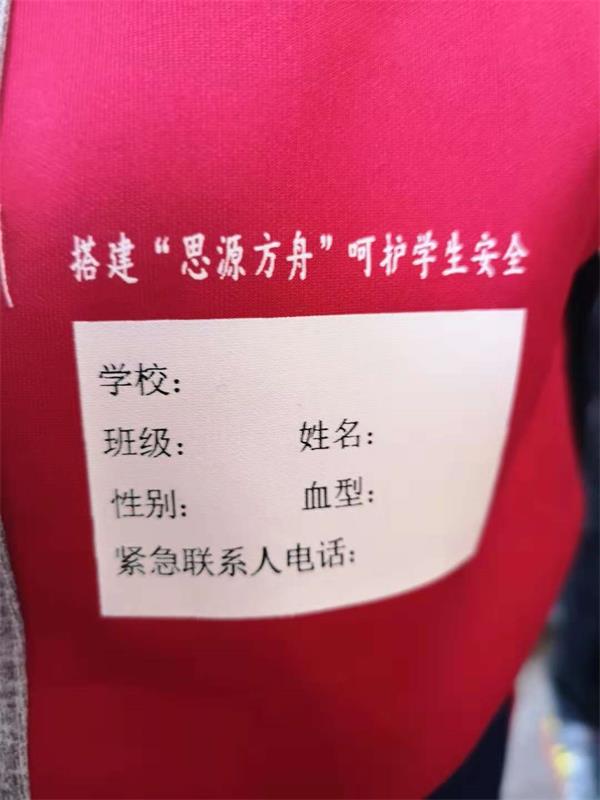 搭建“思源方舟”呵护学生安全
学校：
班级： 姓名：
性别： 血型：
紧急联系人电话：